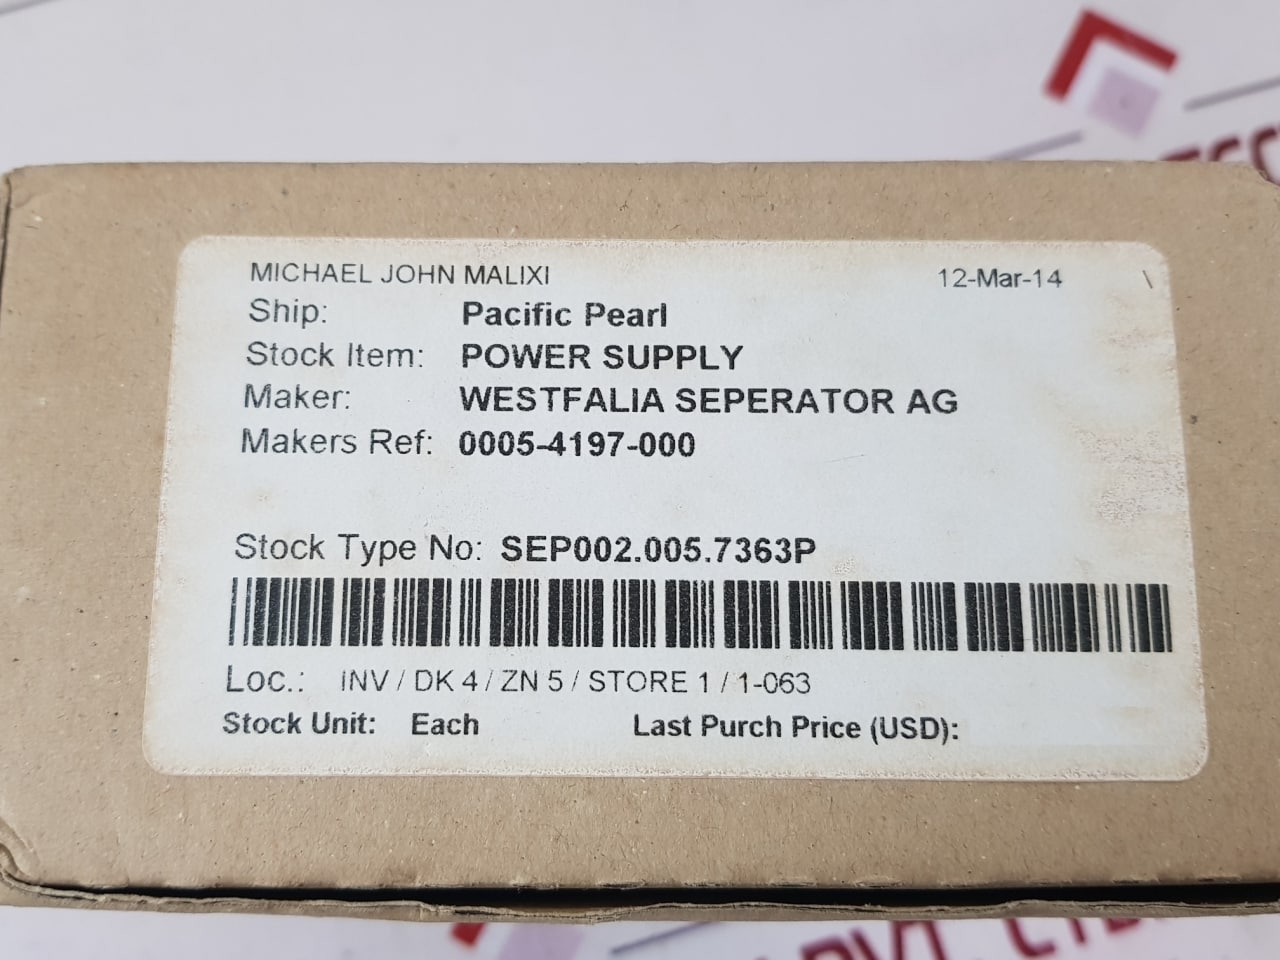 MICHAEL JOHN MALIXI 12-Mar-14 \
Ship: Pacific Pearl
Stock Item: POWER SUPPLY
Maker: WESTFALIA SEPERATOR AG
Makers Ref: 0005-4197-000
Stock Type No: SEP002.005.7363P
Loc.: INV / DK 4 / ZN 5 / STORE 1 / 1-063
Stock Unit: Each Last Purch Price (USD):